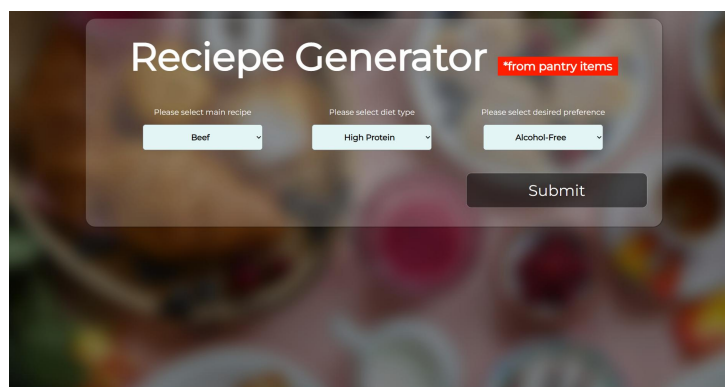 Reciepe Generator *from pantry items
Please select main recipe Please select diet type Please select desired preference
Beef High Protein Alcohol-Free
Submit